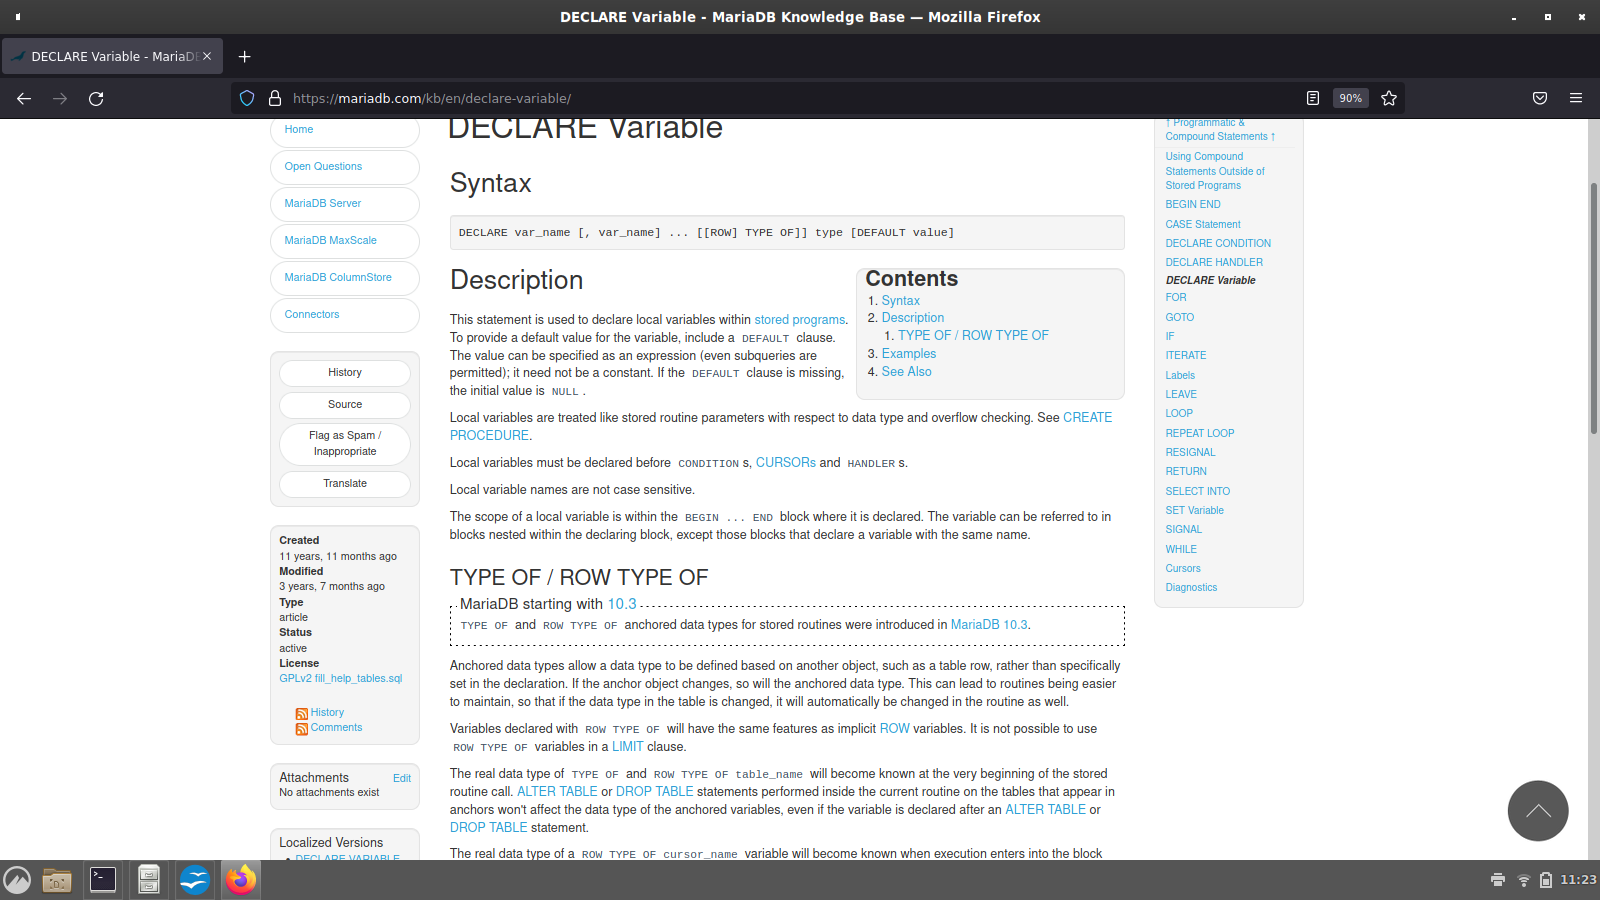 DECLARE Variable - MariaDB Knowledge Base — Mozilla Firefox
DECLARE Variable - MariaDB
https://mariadb.com/kb/en/declare-variable/
90%
Home
Open Questions
MariaDB Server
MariaDB MaxScale
MariaDB ColumnStore
Connectors
History
Source
Flag as Spam /
Inappropriate
Translate
Created
11 years, 11 months ago
Modified
3 years, 7 months ago
Type
article
Status
active
License
GPLv2 fill_help_tables.sql
History
Comments
Attachments
Edit
No attachments exist
Localized Versions
DECLARE VARIABLE
DECLARE Variable
Syntax
DECLARE var_name [, var_name] ... [[ROW] TYPE OF]] type [DEFAULT value]
Description
This statement is used to declare local variables within stored programs.
To provide a default value for the variable, include a DEFAULT clause.
The value can be specified as an expression (even subqueries are
permitted); it need not be a constant. If the DEFAULT clause is missing,
the initial value is NULL .
Contents
1. Syntax
2. Description
1. TYPE OF / ROW TYPE OF
3. Examples
4. See Also
Local variables are treated like stored routine parameters with respect to data type and overflow checking. See CREATE
PROCEDURE.
Local variables must be declared before CONDITION s, CURSORs and HANDLER s.
Local variable names are not case sensitive.
The scope of a local variable is within the BEGIN ... END block where it is declared. The variable can be referred to in
blocks nested within the declaring block, except those blocks that declare a variable with the same name.
TYPE OF / ROW TYPE OF
MariaDB starting with 10.3
TYPE OF and ROW TYPE OF anchored data types for stored routines were introduced in MariaDB 10.3.
Anchored data types allow a data type to be defined based on another object, such as a table row, rather than specifically
set in the declaration. If the anchor object changes, so will the anchored data type. This can lead to routines being easier
to maintain, so that if the data type in the table is changed, it will automatically be changed in the routine as well.
Variables declared with ROW TYPE OF will have the same features as implicit ROW variables. It is not possible to use
ROW TYPE OF variables in a LIMIT clause.
The real data type of TYPE OF and ROW TYPE OF table_name will become known at the very beginning of the stored
routine call. ALTER TABLE or DROP TABLE statements performed inside the current routine on the tables that appear in
anchors won't affect the data type of the anchored variables, even if the variable is declared after an ALTER TABLE or
DROP TABLE statement.
The real data type of a ROW TYPE OF cursor_name variable will become known when execution enters into the block
↑ Programmatic &
Compound Statements ↑
Using Compound
Statements Outside of
Stored Programs
BEGIN END
CASE Statement
DECLARE CONDITION
DECLARE HANDLER
DECLARE Variable
FOR
GOTO
IF
ITERATE
Labels
LEAVE
LOOP
REPEAT LOOP
RESIGNAL
RETURN
SELECT INTO
SET Variable
SIGNAL
WHILE
Cursors
Diagnostics
11:23